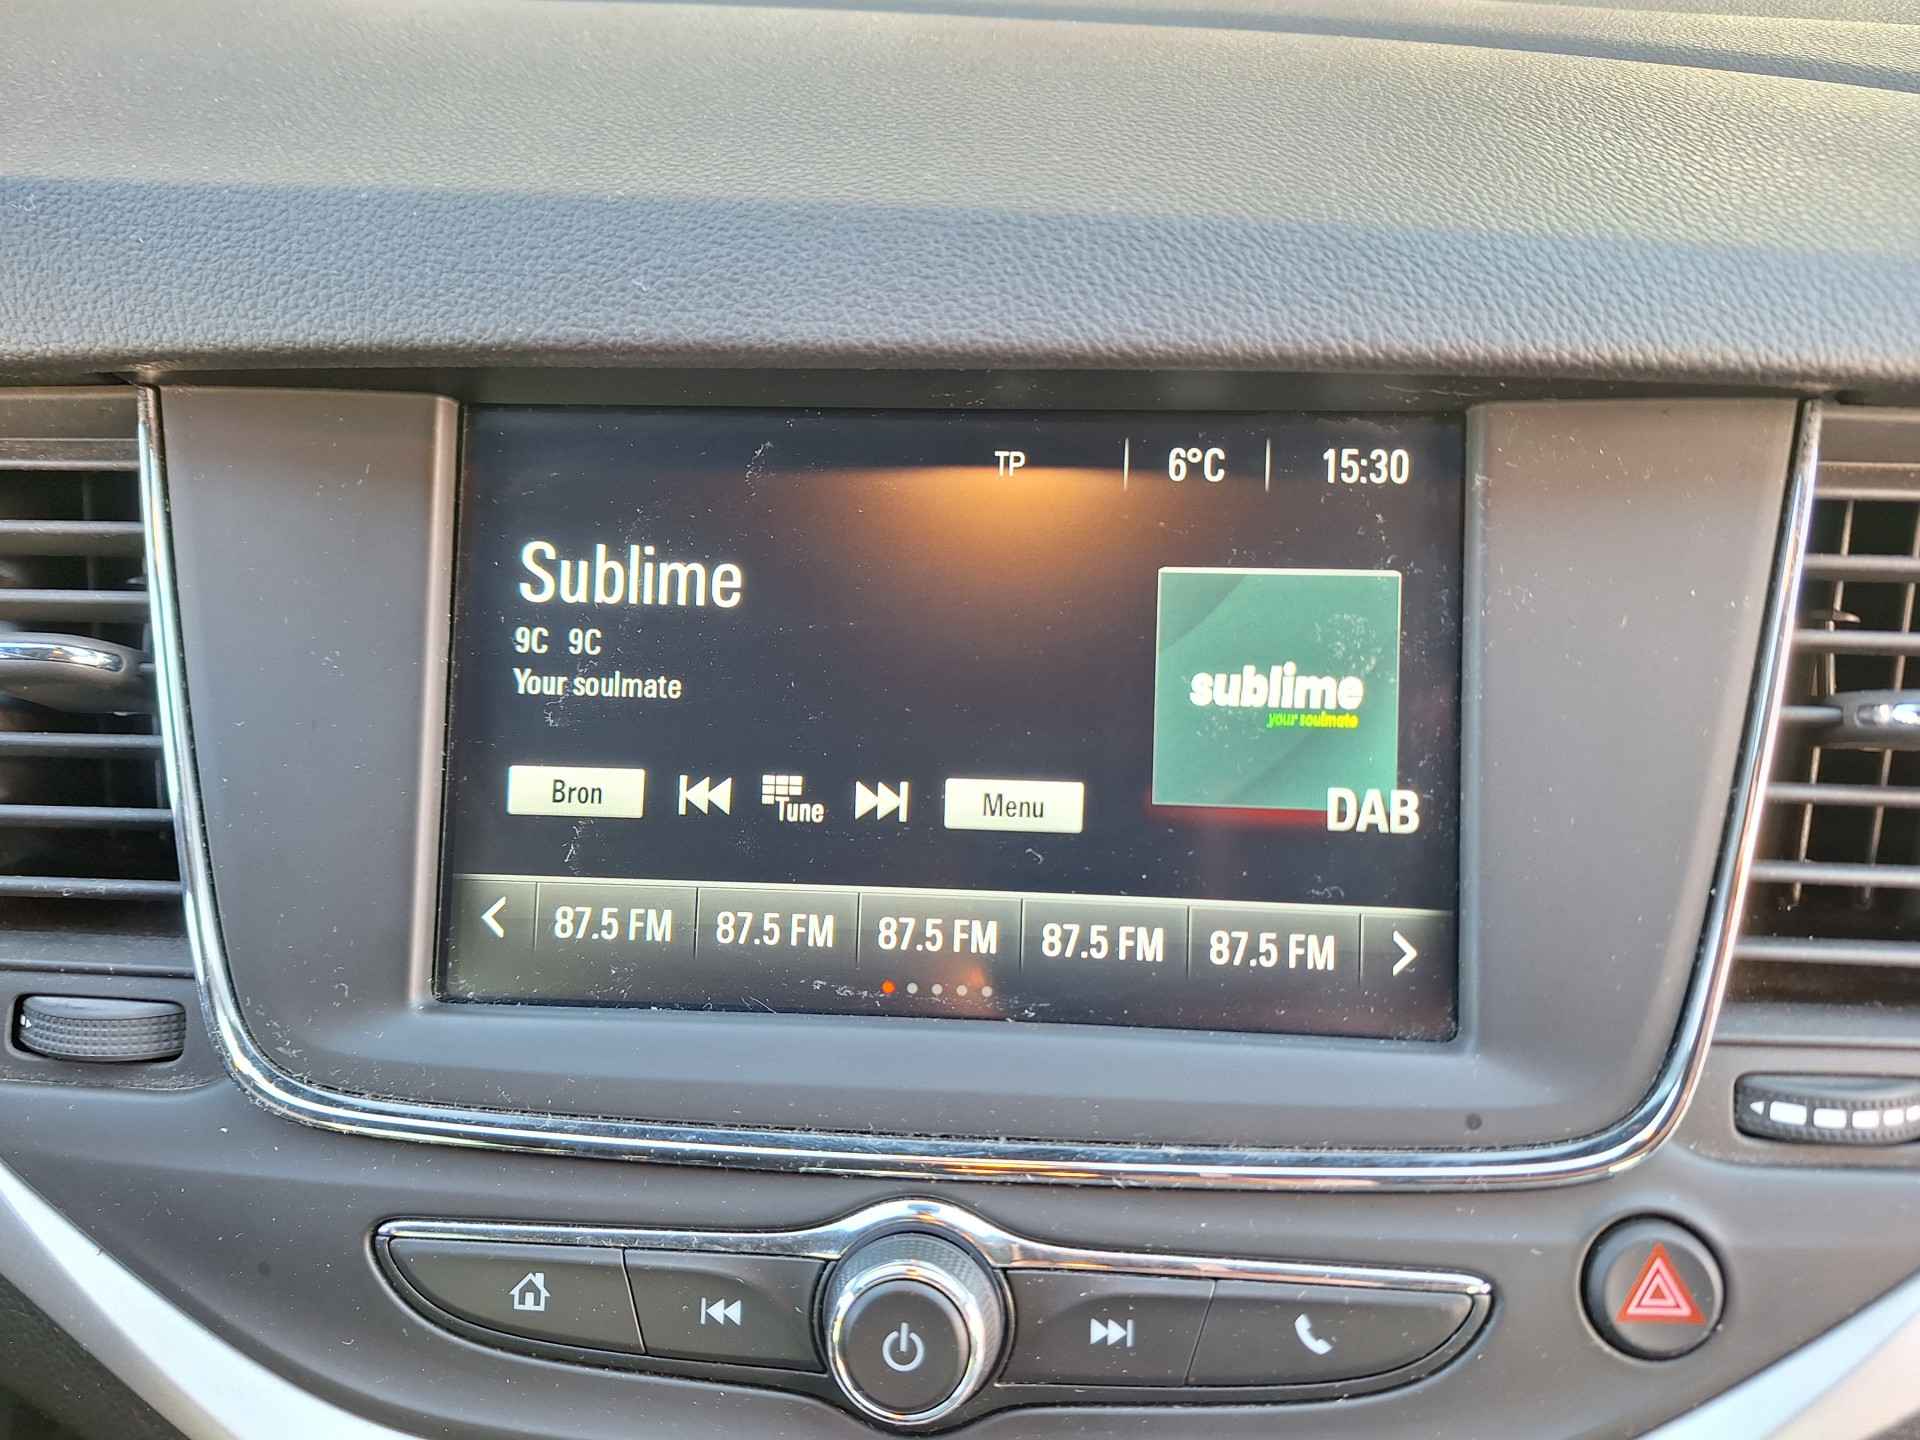 TP 6°C 15:30
Sublime
9C 9C
Your soulmate
sublime
your soulmate
Bron Tune Menu
DAB
87.5 FM 87.5 FM 87.5 FM 87.5 FM 87.5 FM